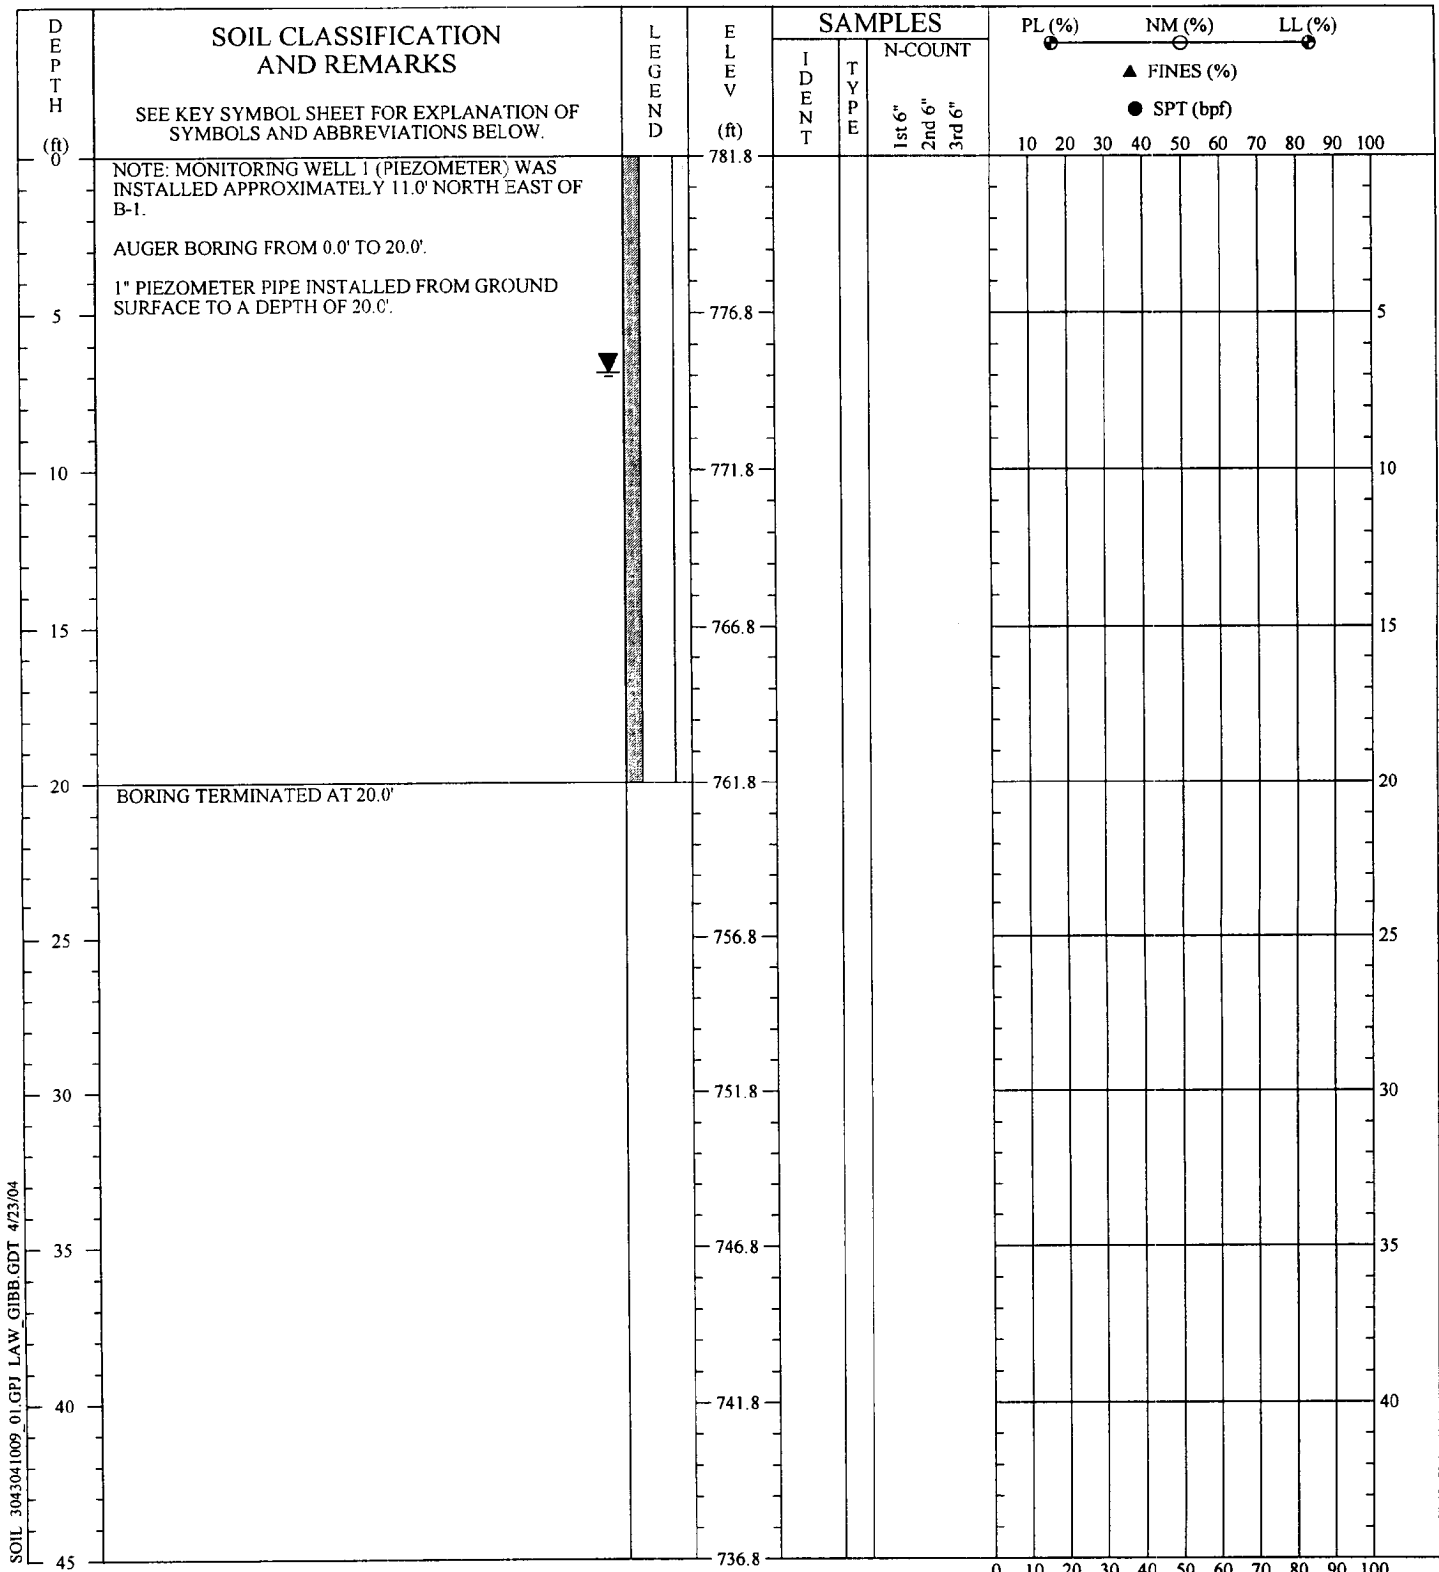 DEPTH
(ft)
SOIL CLASSIFICATION
AND REMARKS
SEE KEY SYMBOL SHEET FOR EXPLANATION OF
SYMBOLS AND ABBREVIATIONS BELOW.
LEGEND
ELEV
(ft)
SAMPLES
IDENT
TYPE
N-COUNT
1st 6"
2nd 6"
3rd 6"
PL (%) NM (%) LL (%)
▲ FINES (%)
● SPT (bpf)
10 20 30 40 50 60 70 80 90 100
0
NOTE: MONITORING WELL 1 (PIEZOMETER) WAS
INSTALLED APPROXIMATELY 11.0' NORTH EAST OF
B-1.
AUGER BORING FROM 0.0' TO 20.0'.
1" PIEZOMETER PIPE INSTALLED FROM GROUND
SURFACE TO A DEPTH OF 20.0'.
781.8
5 776.8 5
10 771.8 10
15 766.8 15
20 761.8 20
BORING TERMINATED AT 20.0'
25 756.8 25
30 751.8 30
35 746.8 35
40 741.8 40
45 736.8
0 10 20 30 40 50 60 70 80 90 100
SOIL 3043041009_01.GPJ LAW_GIBB.GDT 4/23/04